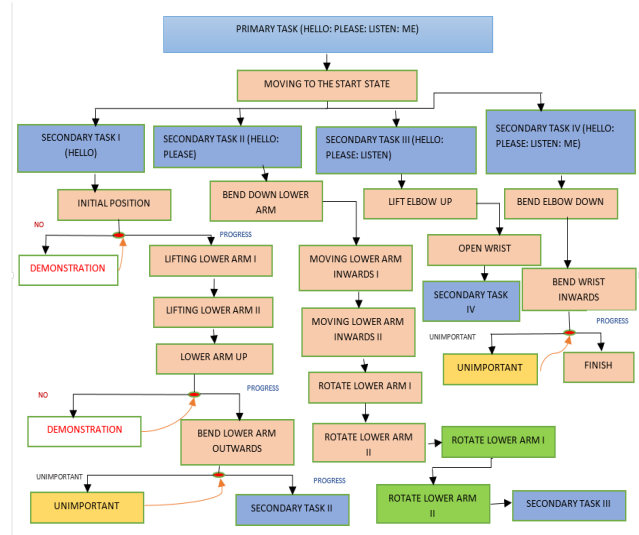 PRIMARY TASK (HELLO: PLEASE: LISTEN: ME)
MOVING TO THE START STATE
SECONDARY TASK I
(HELLO)
SECONDARY TASK II (HELLO:
PLEASE)
SECONDARY TASK III (HELLO:
PLEASE: LISTEN)
SECONDARY TASK IV (HELLO:
PLEASE: LISTEN: ME)
INITIAL POSITION
BEND DOWN LOWER
ARM
LIFT ELBOW UP
BEND ELBOW DOWN
NO
PROGRESS
DEMONSTRATION
LIFTING LOWER ARM I
MOVING LOWER ARM
INWARDS I
OPEN WRIST
SECONDARY TASK
IV
BEND WRIST
INWARDS
LIFTING LOWER ARM II
MOVING LOWER ARM
INWARDS II
UNIMPORTANT
PROGRESS
LOWER ARM UP
UNIMPORTANT
FINISH
ROTATE LOWER ARM I
NO
PROGRESS
DEMONSTRATION
BEND LOWER ARM
OUTWARDS
ROTATE LOWER ARM
II
ROTATE LOWER ARM I
UNIMPORTANT
PROGRESS
UNIMPORTANT
SECONDARY TASK II
ROTATE LOWER ARM
II
SECONDARY TASK III